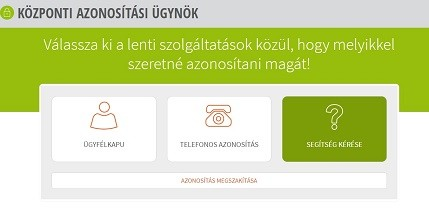 KÖZPONTI AZONOSÍTÁSI ÜGYNÖK
Válassza ki a lenti szolgáltatások közül, hogy melyikkel
szeretné azonosítani magát!
ÜGYFÉLKAPU
TELEFONOS AZONOSÍTÁS
SEGÍTSÉG KÉRÉSE
AZONOSÍTÁS MEGSZAKÍTÁSA